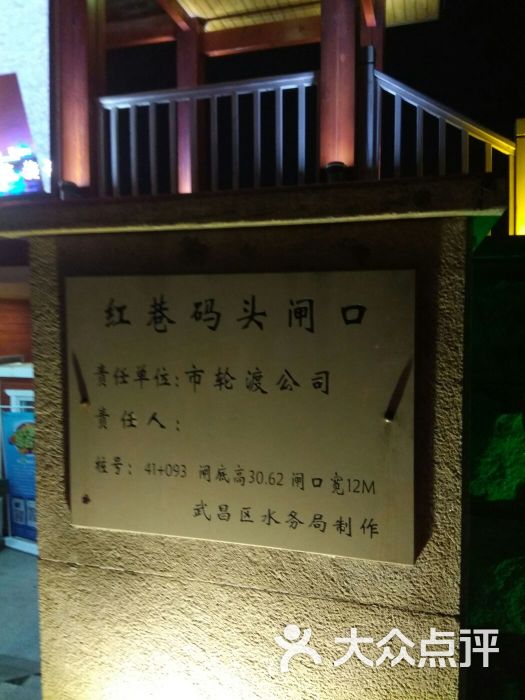 红巷码头闸口
责任单位:市轮渡公司
责任人:
桩号: 41+093 闸底高30.62 闸口宽12M
武昌区水务局制作
大众点评